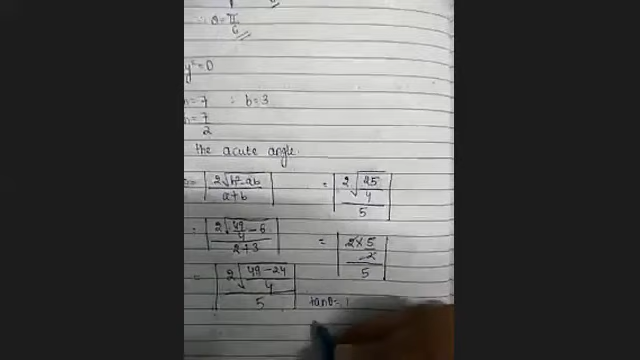 ∴ θ = π/6
y² = 0
= 7 ∴ b = 3
= 7/2
the acute angle.
= |2√(h²-ab) / (a+b)|
|2√(49/4 - 6) / (2+3)|
= |2√((49-24)/4) / 5|
= |2√(25/4) / 5|
= |(2×5/2) / 5|
tanθ = 1